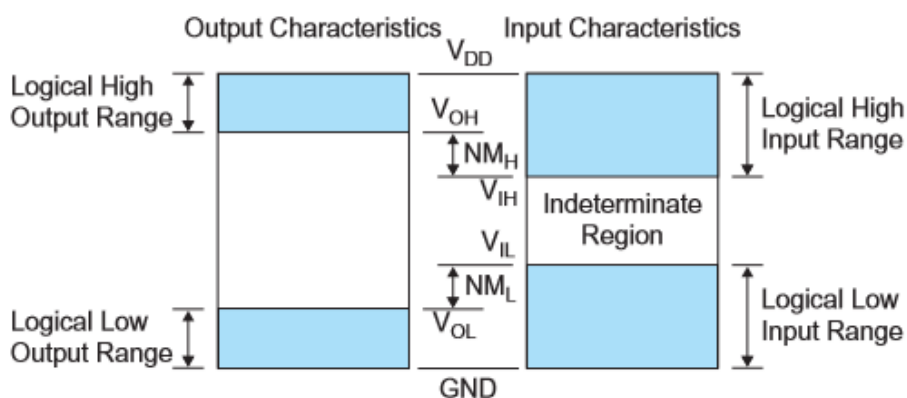 Output Characteristics
Input Characteristics
V_DD
Logical High
Output Range
V_OH
NM_H
V_IH
Logical High
Input Range
Indeterminate
Region
V_IL
NM_L
Logical Low
Output Range
V_OL
Logical Low
Input Range
GND